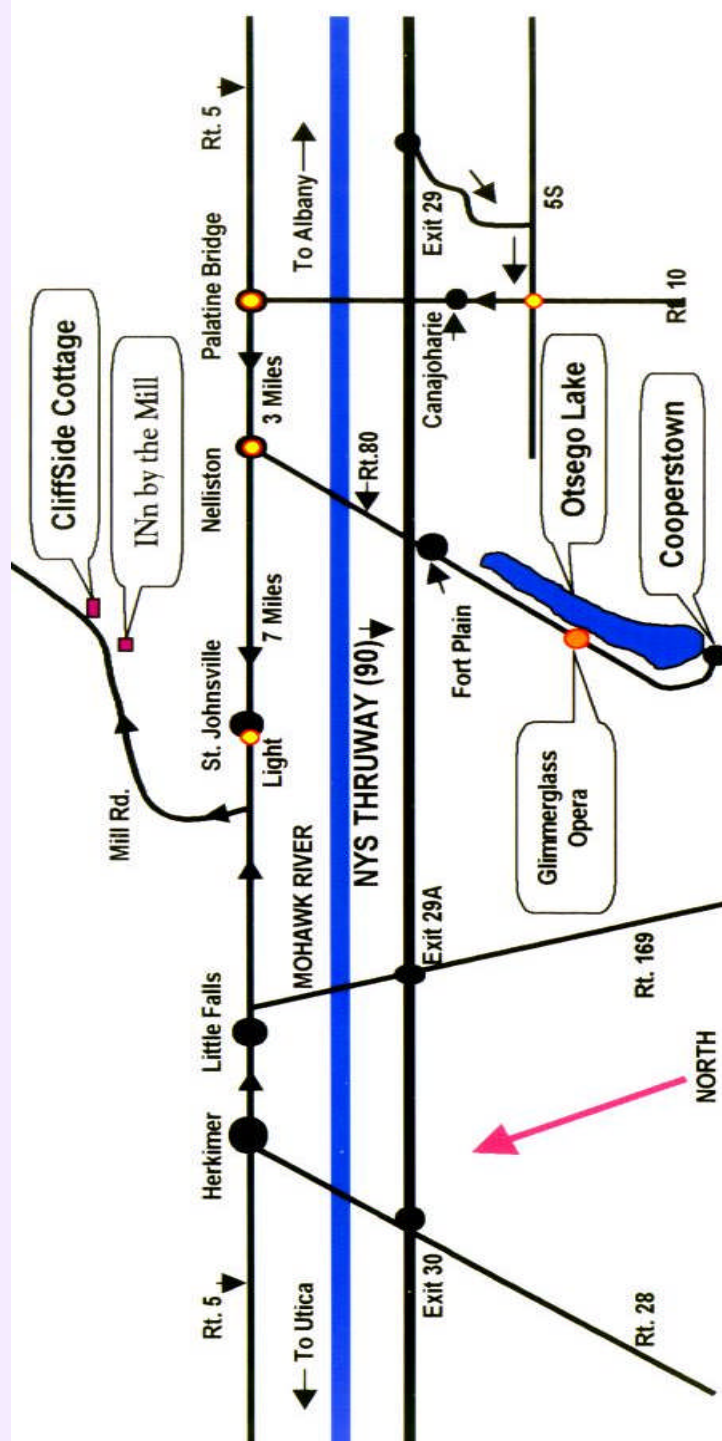 CliffSide Cottage
INn by the Mill
Mill Rd.
Rt. 5
Herkimer
Little Falls
St. Johnsville
Nelliston
Palatine Bridge
Rt. 5
Light
7 Miles
3 Miles
To Utica
MOHAWK RIVER
To Albany
NYS THRUWAY (90)
Rt.80
Exit 30
Exit 29A
Fort Plain
Canajoharie
Exit 29
5S
Glimmerglass
Opera
Otsego Lake
Rt. 28
NORTH
Rt. 169
Cooperstown
Rt. 10